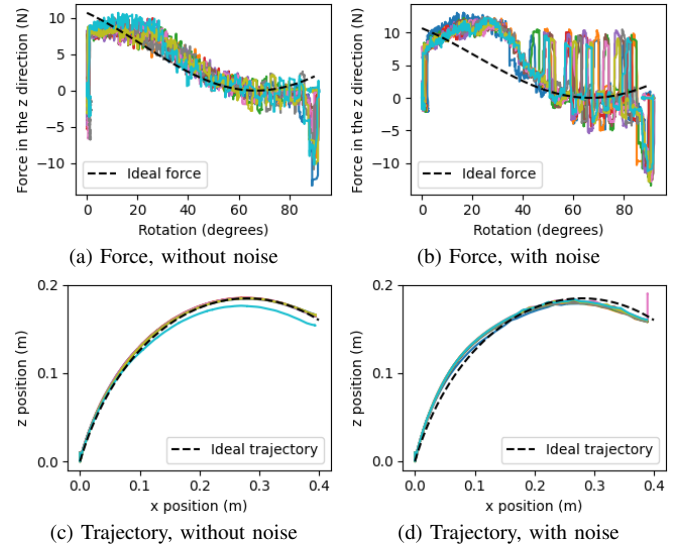 Force in the z direction (N)
10
5
0
−5
−10
Ideal force
0 20 40 60 80
Rotation (degrees)
(a) Force, without noise
Force in the z direction (N)
10
5
0
−5
−10
Ideal force
0 20 40 60 80
Rotation (degrees)
(b) Force, with noise
z position (m)
0.2
0.1
0.0
Ideal trajectory
0.0 0.1 0.2 0.3 0.4
x position (m)
(c) Trajectory, without noise
z position (m)
0.2
0.1
0.0
Ideal trajectory
0.0 0.1 0.2 0.3 0.4
x position (m)
(d) Trajectory, with noise